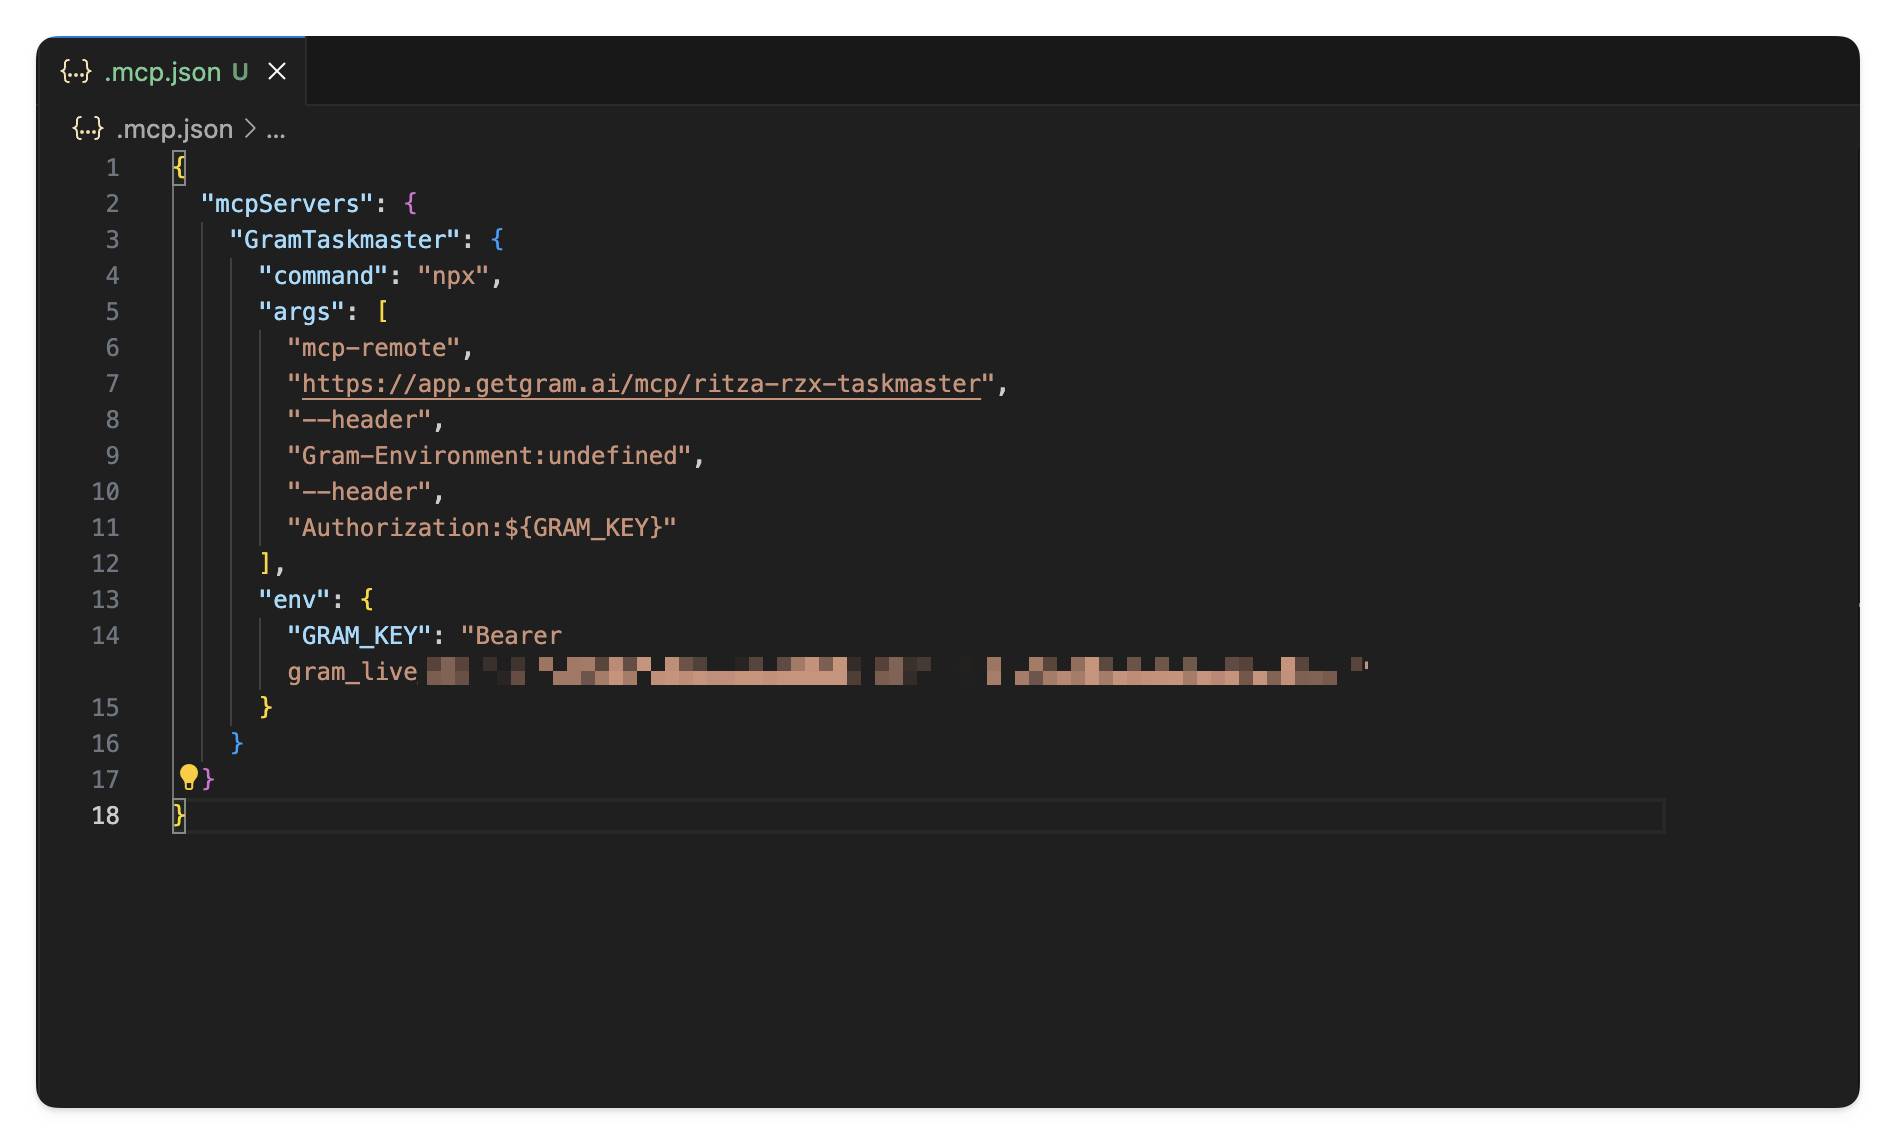 {...} .mcp.json U
{...} .mcp.json > ...
1 {
2 "mcpServers": {
3 "GramTaskmaster": {
4 "command": "npx",
5 "args": [
6 "mcp-remote",
7 "https://app.getgram.ai/mcp/ritza-rzx-taskmaster",
8 "--header",
9 "Gram-Environment:undefined",
10 "--header",
11 "Authorization:${GRAM_KEY}"
12 ],
13 "env": {
14 "GRAM_KEY": "Bearer
gram_live
15 }
16 }
17 }
18 }